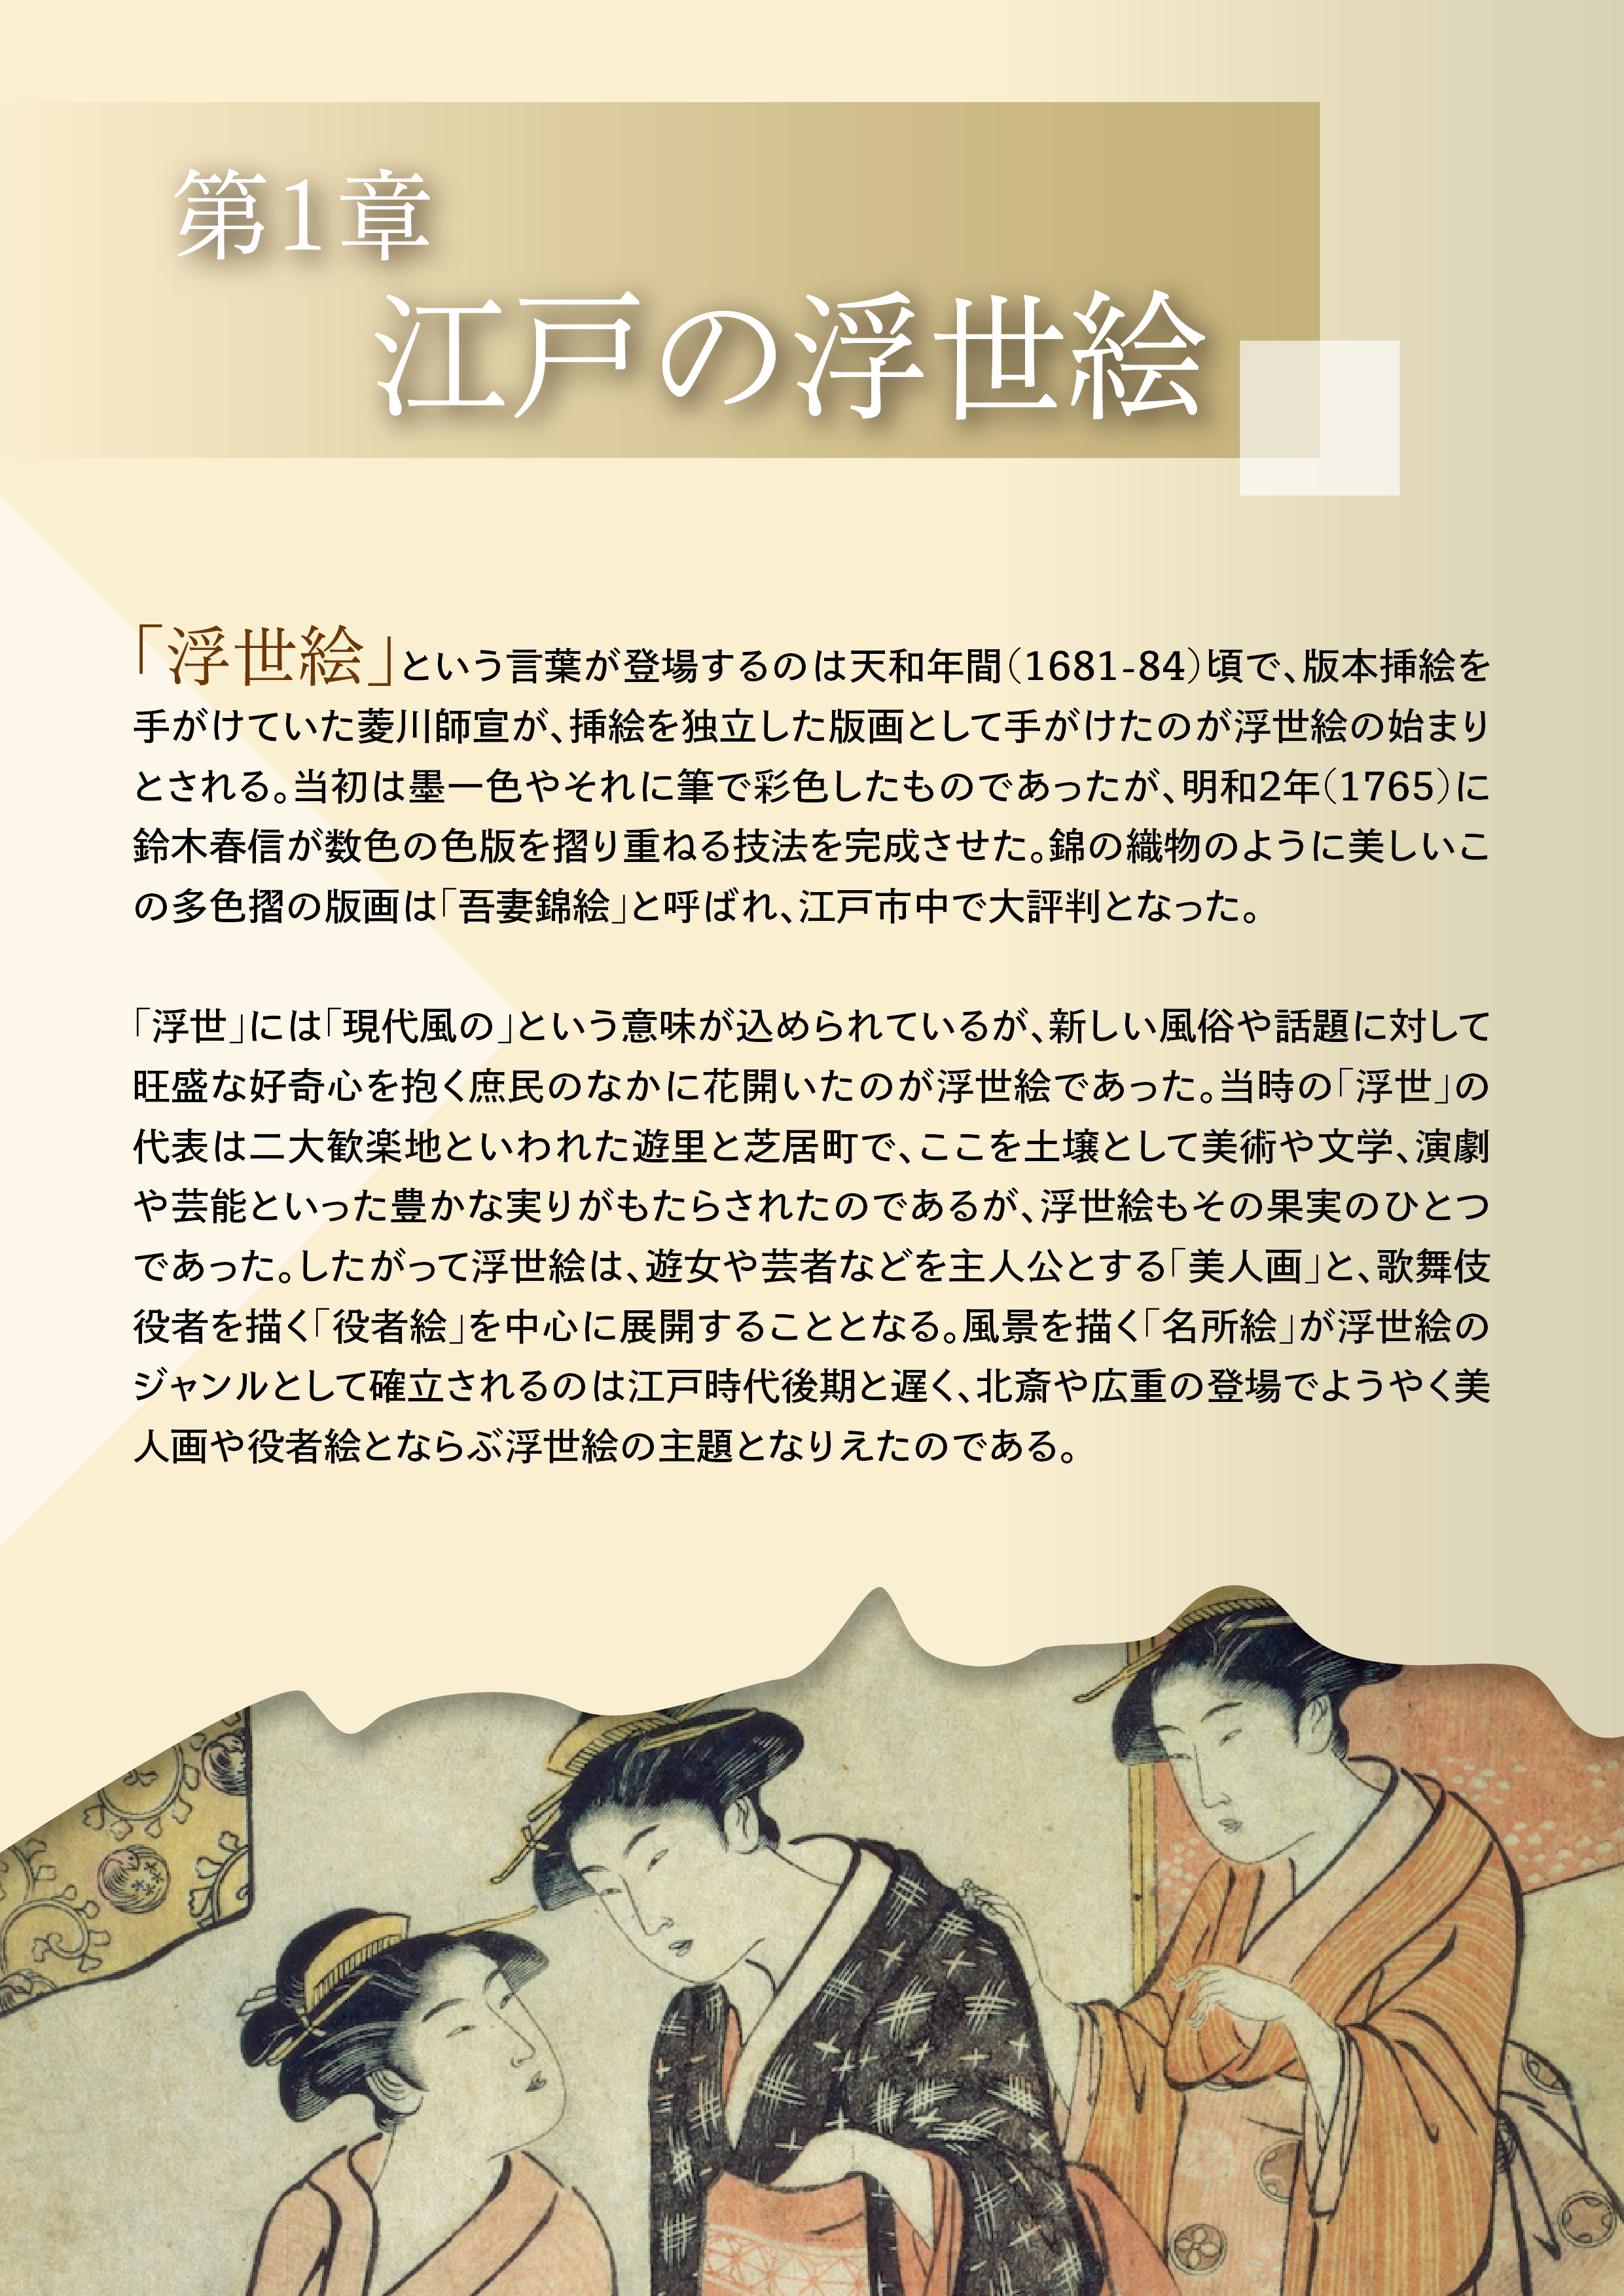 第1章
江戸の浮世絵
「浮世絵」という言葉が登場するのは天和年間（1681-84）頃で、版本挿絵を
手がけていた菱川師宣が、挿絵を独立した版画として手がけたのが浮世絵の始まり
とされる。当初は墨一色やそれに筆で彩色したものであったが、明和2年（1765）に
鈴木春信が数色の色版を摺り重ねる技法を完成させた。錦の織物のように美しいこ
の多色摺の版画は「吾妻錦絵」と呼ばれ、江戸市中で大評判となった。
「浮世」には「現代風の」という意味が込められているが、新しい風俗や話題に対して
旺盛な好奇心を抱く庶民のなかに花開いたのが浮世絵であった。当時の「浮世」の
代表は二大歓楽地といわれた遊里と芝居町で、ここを土壌として美術や文学、演劇
や芸能といった豊かな実りがもたらされたのであるが、浮世絵もその果実のひとつ
であった。したがって浮世絵は、遊女や芸者などを主人公とする「美人画」と、歌舞伎
役者を描く「役者絵」を中心に展開することとなる。風景を描く「名所絵」が浮世絵の
ジャンルとして確立されるのは江戸時代後期と遅く、北斎や広重の登場でようやく美
人画や役者絵とならぶ浮世絵の主題となりえたのである。